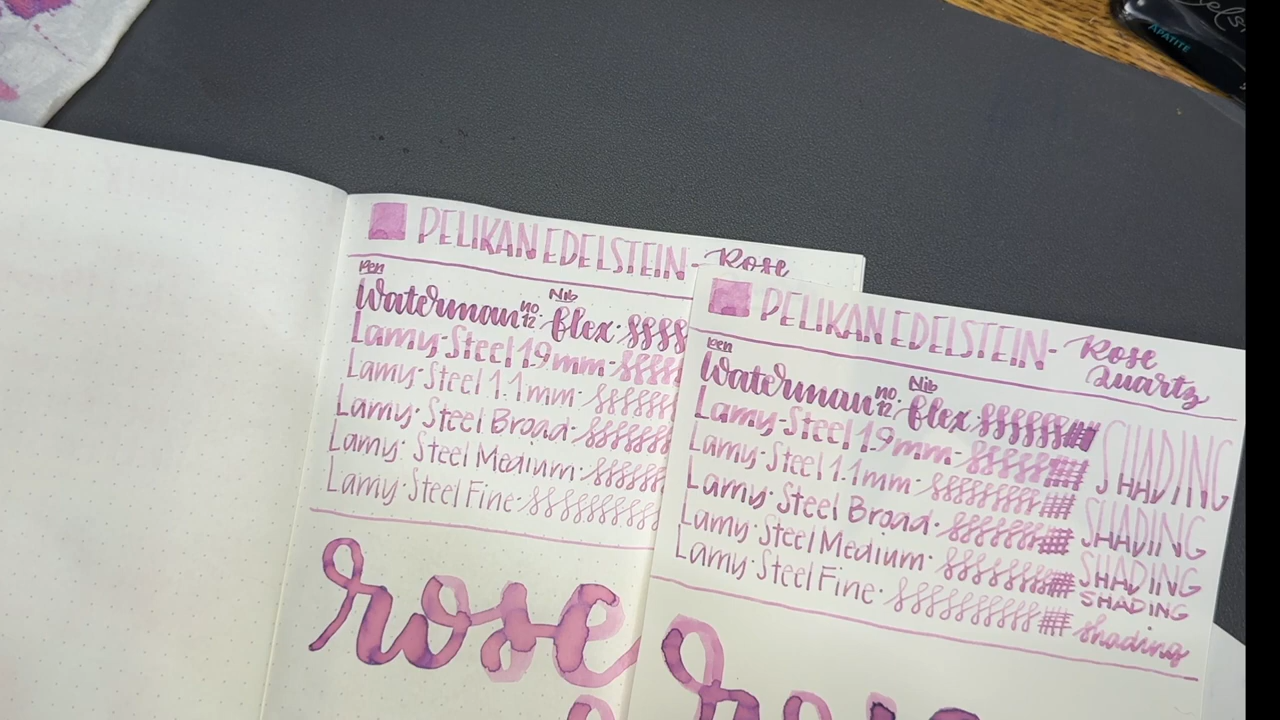 APATITE
PELIKAN EDELSTEIN - Rose
Pen Nib
Waterman no. 12 · flex ·
Lamy · Steel 1.9mm ·
Lamy · Steel 1.1mm ·
Lamy · Steel Broad ·
Lamy · Steel Medium ·
Lamy · Steel Fine ·
rose
PELIKAN EDELSTEIN - Rose Quartz
Pen Nib
Waterman no. 12 · flex · SHADING
Lamy · Steel 1.9mm · SHADING
Lamy · Steel 1.1mm · SHADING
Lamy · Steel Broad · SHADING
Lamy · Steel Medium · SHADING
Lamy · Steel Fine · Shading